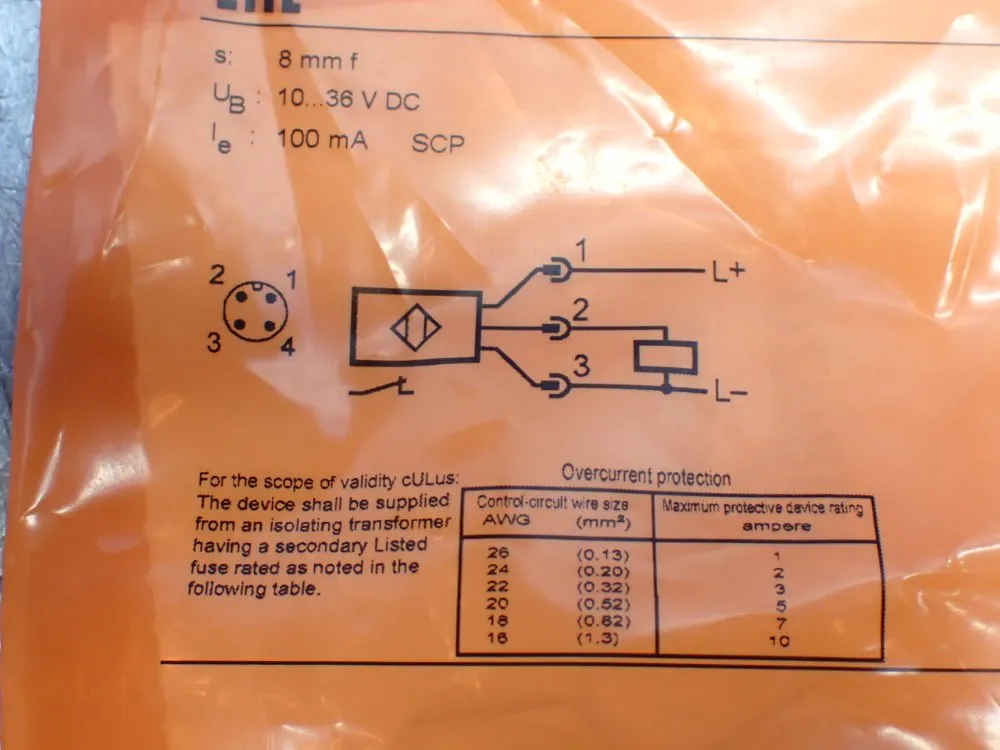 s: 8 mm f
UB : 10...36 V DC
Ie : 100 mA SCP
1
L+
2 1
2
3 4
3
L−
For the scope of validity cULus:
The device shall be supplied
from an isolating transformer
having a secondary Listed
fuse rated as noted in the
following table.
Overcurrent protection
Control-circuit wire size Maximum protective device rating
AWG (mm²) ampere
26 (0.13) 1
24 (0.20) 2
22 (0.32) 3
20 (0.52) 5
18 (0.82) 7
16 (1.3) 10